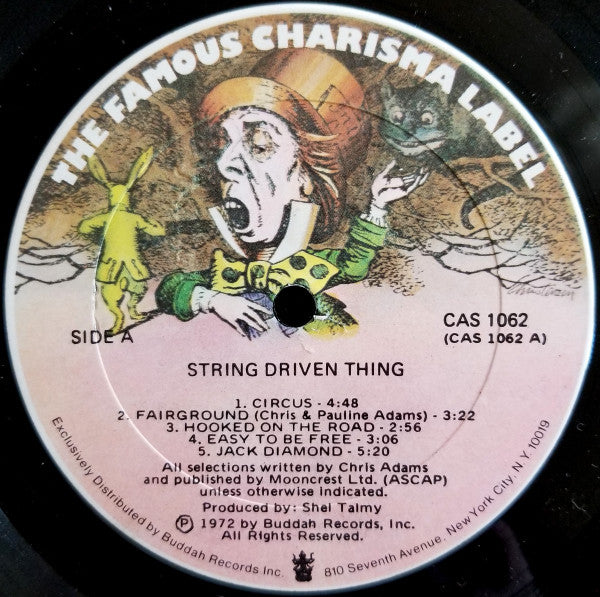 THE FAMOUS CHARISMA LABEL
SIDE A
CAS 1062
(CAS 1062 A)
STRING DRIVEN THING
1. CIRCUS - 4:48
2. FAIRGROUND (Chris & Pauline Adams) - 3:22
3. HOOKED ON THE ROAD - 2:56
4. EASY TO BE FREE - 3:06
5. JACK DIAMOND - 5:20
All selections written by Chris Adams
and published by Mooncrest Ltd. (ASCAP)
unless otherwise indicated.
Produced by: Shel Talmy
Ⓟ 1972 by Buddah Records, Inc.
All Rights Reserved.
Exclusively Distributed by Buddah Records Inc. 810 Seventh Avenue, New York City, N.Y. 10019